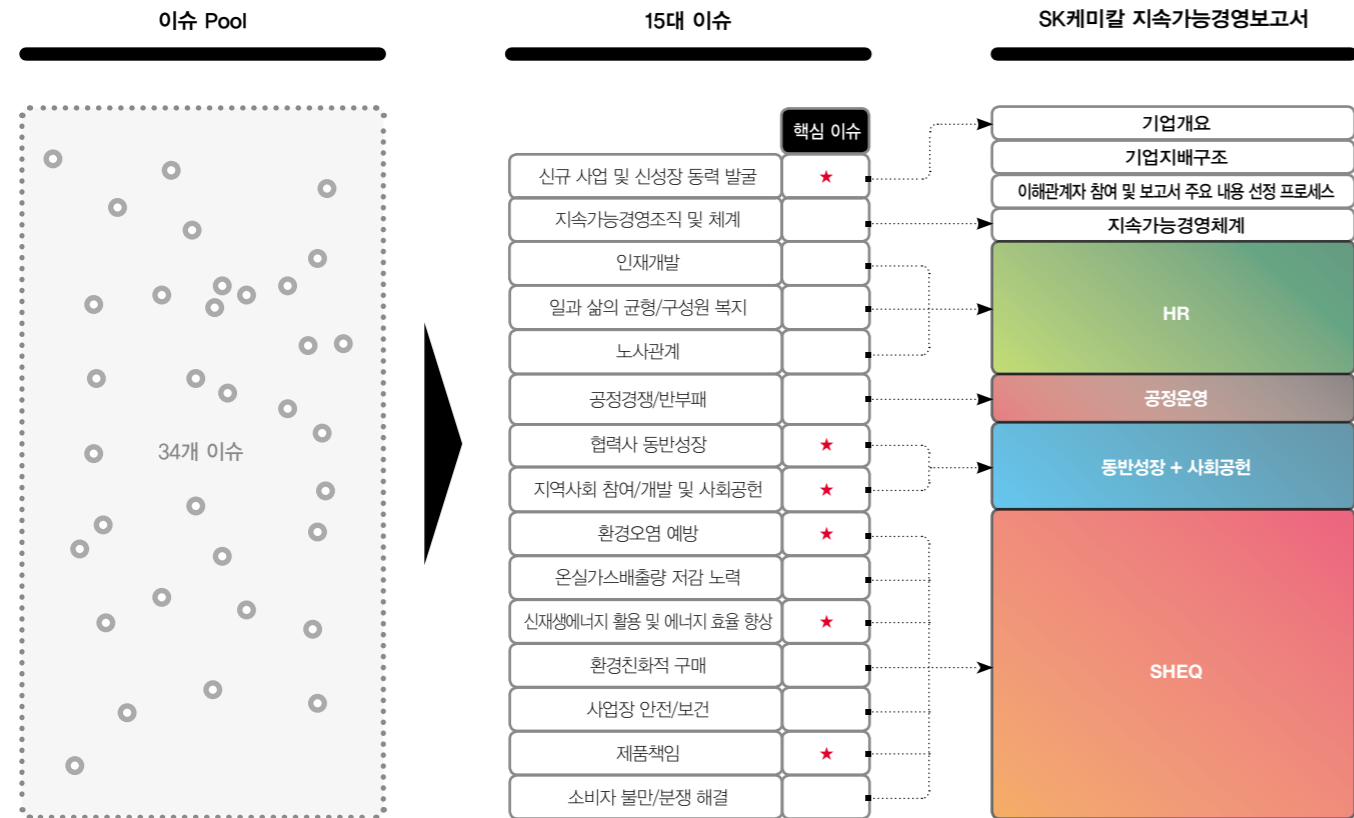 이슈 Pool
15대 이슈
SK케미칼 지속가능경영보고서
34개 이슈
핵심 이슈
신규 사업 및 신성장 동력 발굴 ★
지속가능경영조직 및 체계
인재개발
일과 삶의 균형/구성원 복지
노사관계
공정경쟁/반부패
협력사 동반성장 ★
지역사회 참여/개발 및 사회공헌 ★
환경오염 예방 ★
온실가스배출량 저감 노력
신재생에너지 활용 및 에너지 효율 향상 ★
환경친화적 구매
사업장 안전/보건
제품책임 ★
소비자 불만/분쟁 해결
기업개요
기업지배구조
이해관계자 참여 및 보고서 주요 내용 선정 프로세스
지속가능경영체계
HR
공정운영
동반성장 + 사회공헌
SHEQ